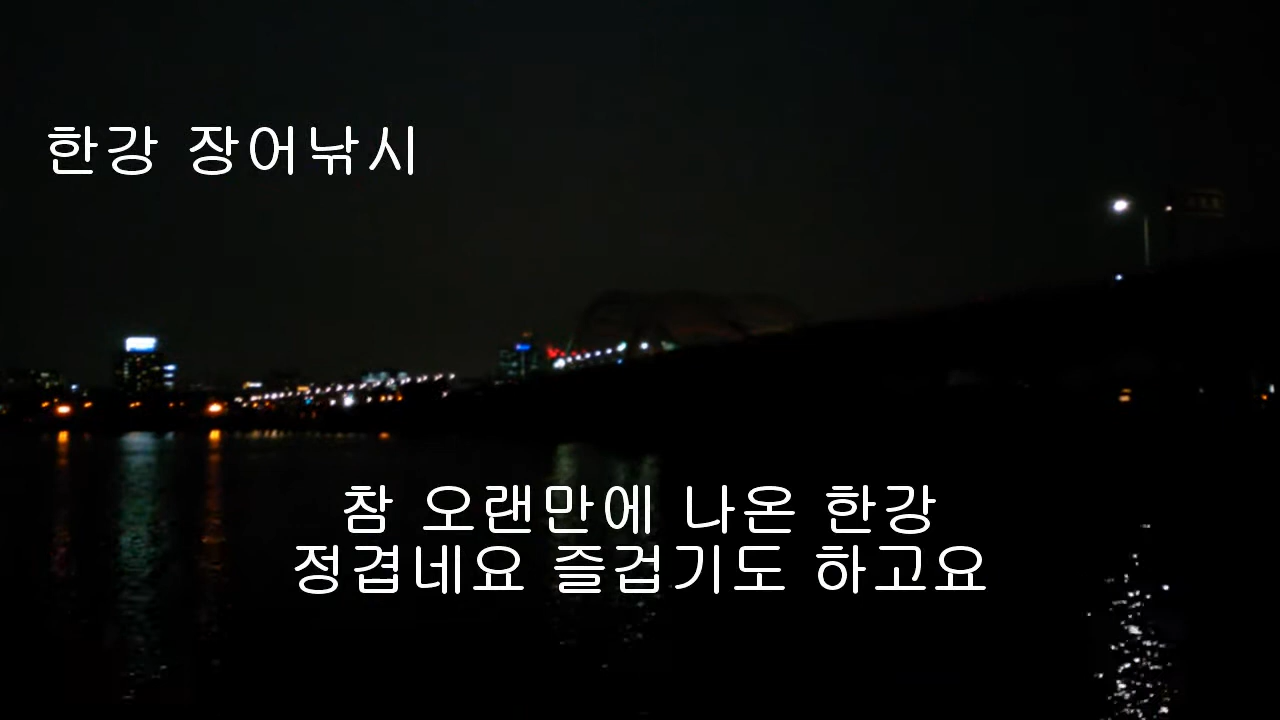 한강 장어낚시
참 오랜만에 나온 한강
정겹네요 즐겁기도 하고요